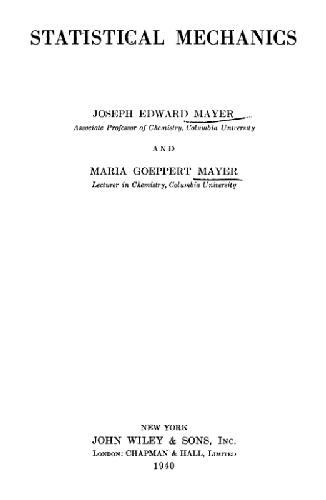 STATISTICAL MECHANICS
JOSEPH EDWARD MAYER
Associate Professor of Chemistry, Columbia University
AND
MARIA GOEPPERT MAYER
Lecturer in Chemistry, Columbia University
NEW YORK
JOHN WILEY & SONS, INC.
LONDON: CHAPMAN & HALL, LIMITED
1940